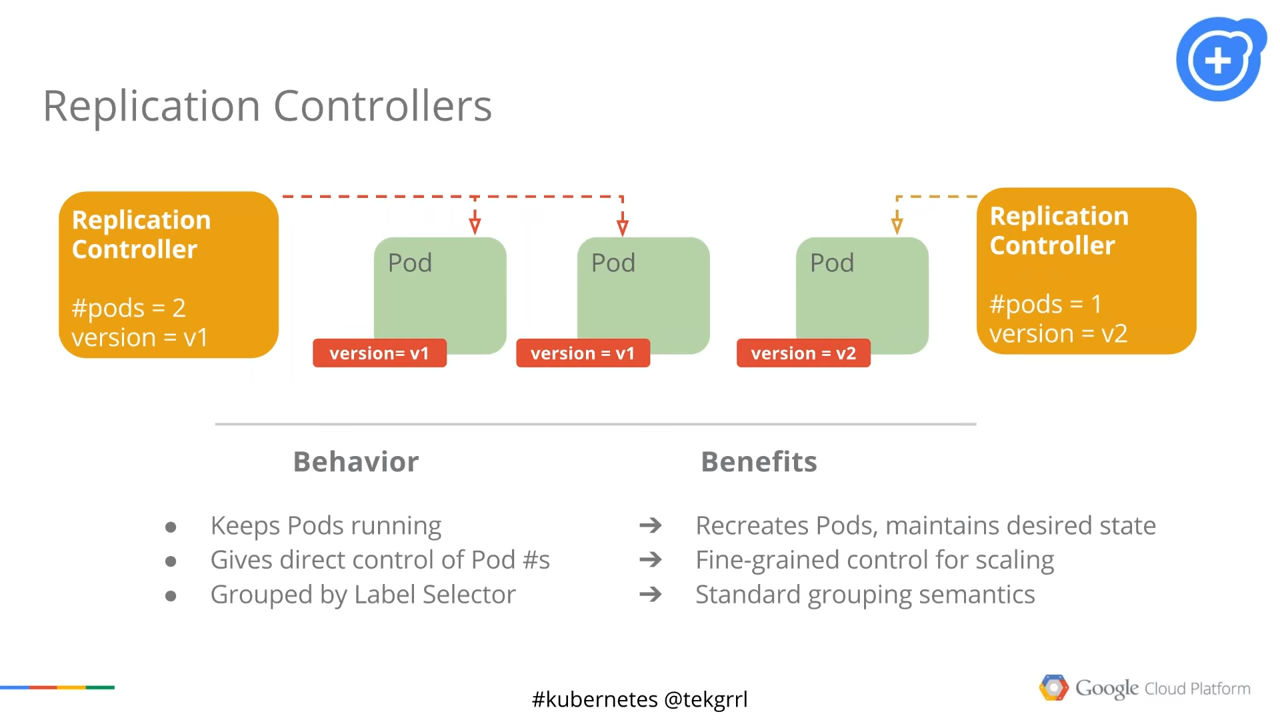 Replication Controllers
Replication
Controller
#pods = 2
version = v1
Pod
version= v1
Pod
version = v1
Pod
version = v2
Replication
Controller
#pods = 1
version = v2
Behavior
● Keeps Pods running
● Gives direct control of Pod #s
● Grouped by Label Selector
Benefits
➔ Recreates Pods, maintains desired state
➔ Fine-grained control for scaling
➔ Standard grouping semantics
#kubernetes @tekgrrl
Google Cloud Platform